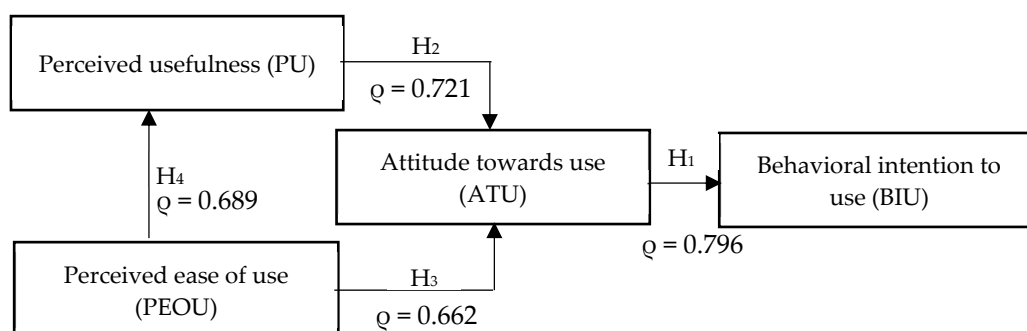 Perceived usefulness (PU)
H2
ϱ = 0.721
Attitude towards use
(ATU)
H1
ϱ = 0.796
Behavioral intention to
use (BIU)
H4
ϱ = 0.689
Perceived ease of use
(PEOU)
H3
ϱ = 0.662